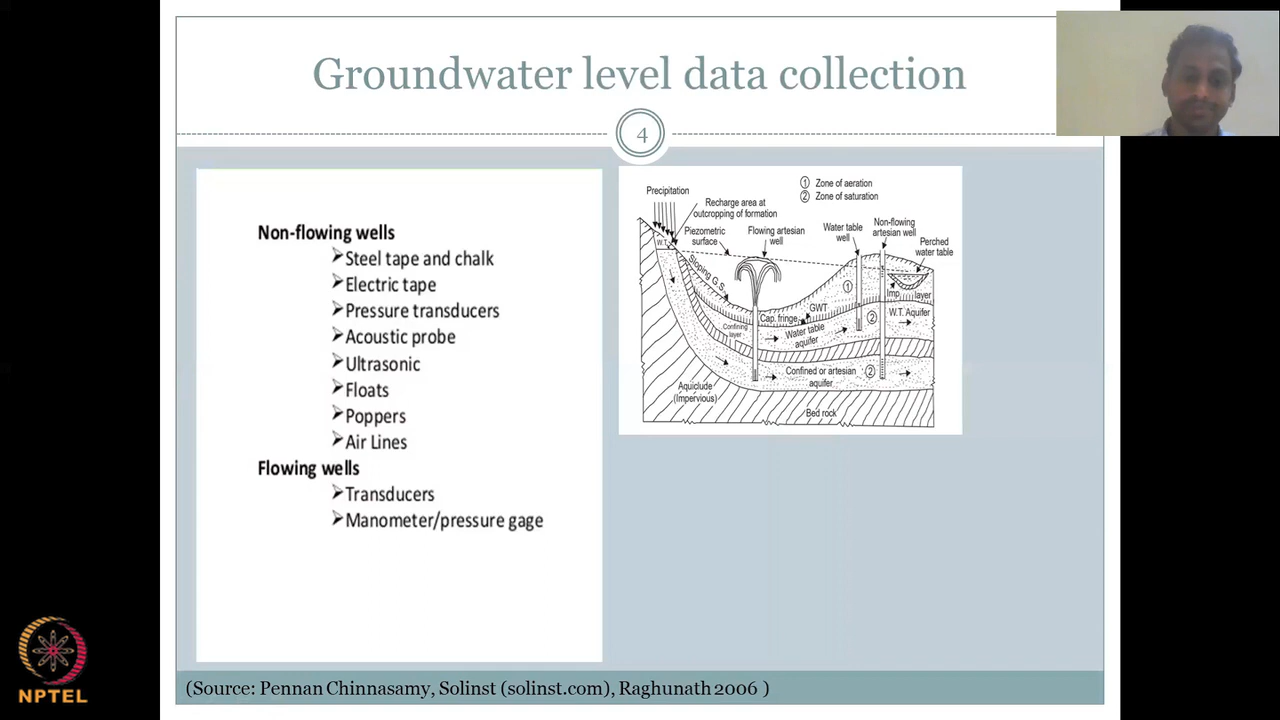 Groundwater level data collection
4
Non-flowing wells
➢Steel tape and chalk
➢Electric tape
➢Pressure transducers
➢Acoustic probe
➢Ultrasonic
➢Floats
➢Poppers
➢Air Lines
Flowing wells
➢Transducers
➢Manometer/pressure gage
① Zone of aeration
② Zone of saturation
Precipitation
Recharge area at
outcropping of formation
Piezometric
surface
Flowing artesian
well
Water table
well
Non-flowing
artesian well
Perched
water table
W.T.
Sloping G.S.
①
Imp.
layer
Cap. fringe
GWT
②
W.T. Aquifer
Confining
layer
Water table
aquifer
Confined or artesian
aquifer
②
Aquiclude
(Impervious)
Bed rock
NPTEL
(Source: Pennan Chinnasamy, Solinst (solinst.com), Raghunath 2006 )